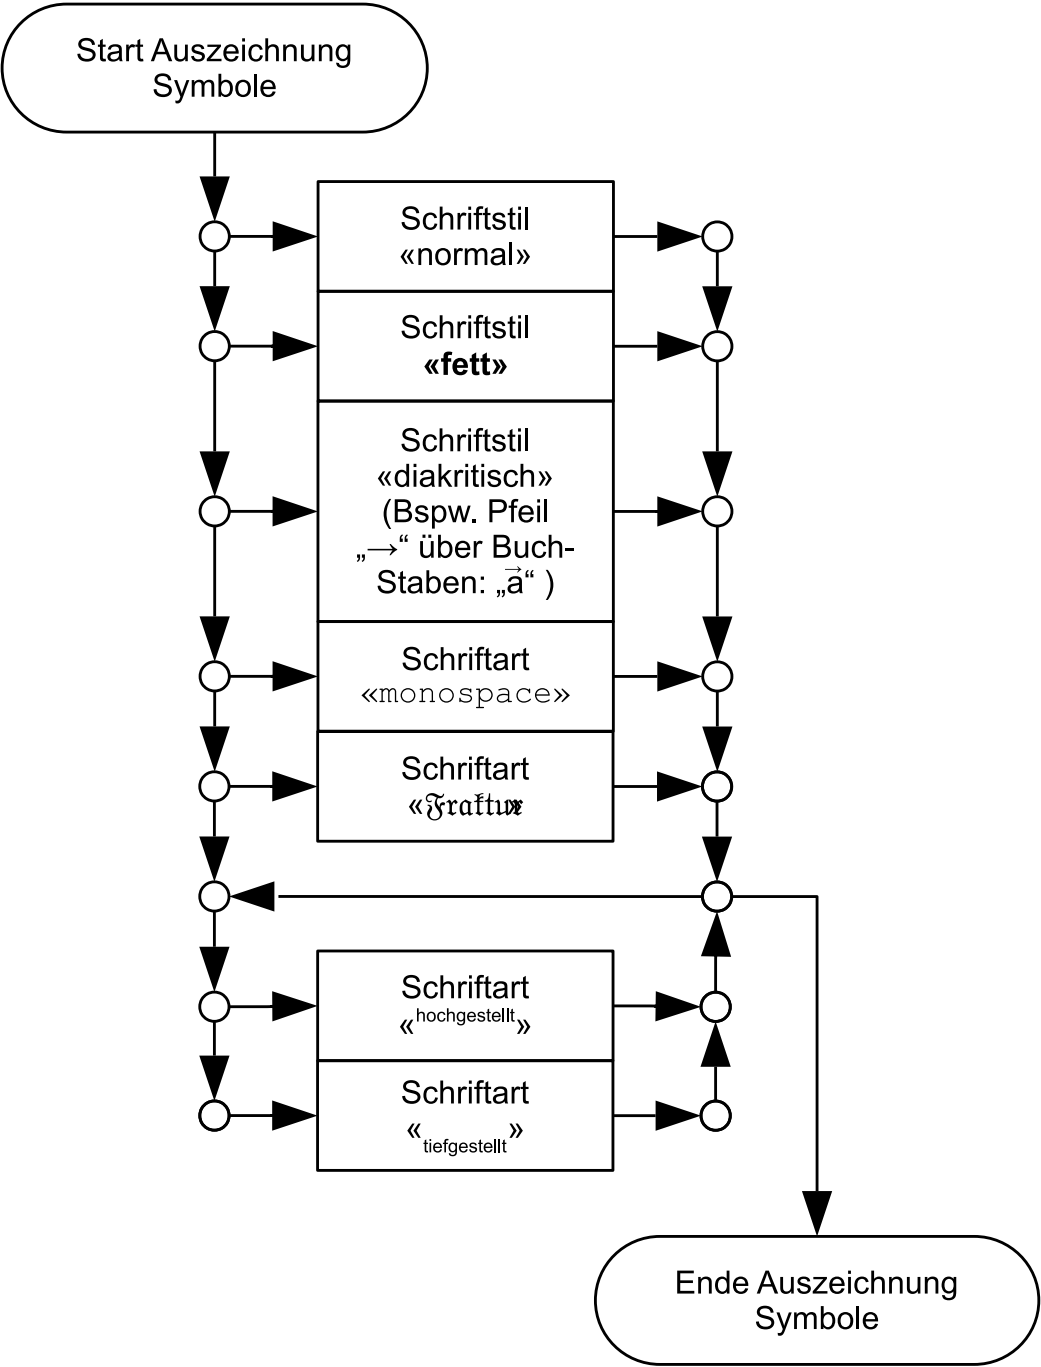 Start Auszeichnung
Symbole
Schriftstil
«normal»
Schriftstil
«fett»
Schriftstil
«diakritisch»
(Bspw. Pfeil
„→“ über Buch-
Staben: „a⃗“ )
Schriftart
«monospace»
Schriftart
«Fraktur»
Schriftart
«hochgestellt»
Schriftart
«tiefgestellt»
Ende Auszeichnung
Symbole